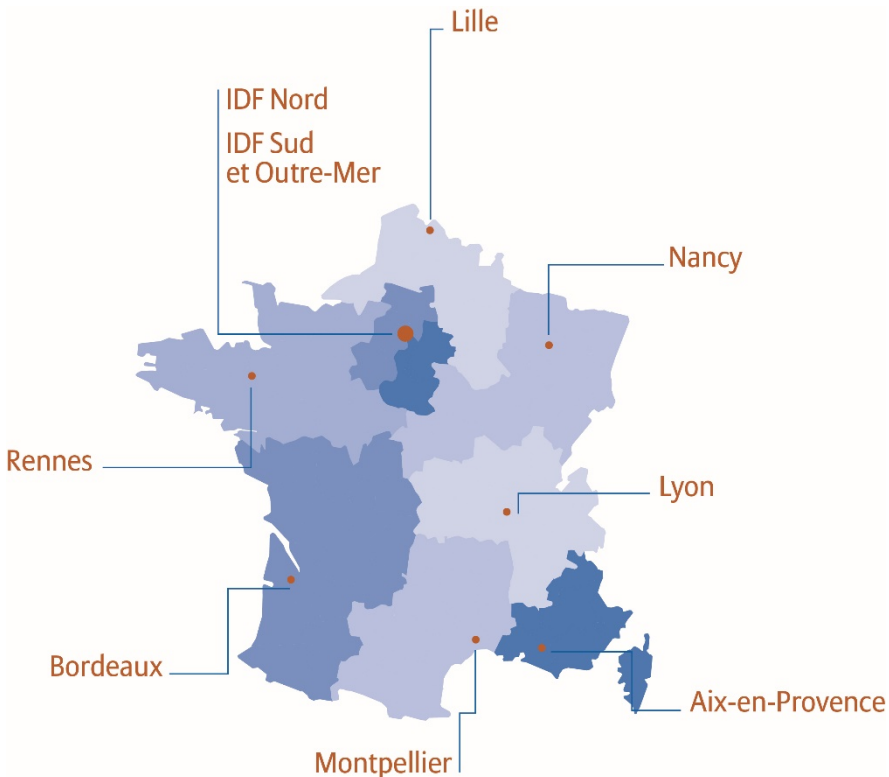 Lille
IDF Nord
IDF Sud
et Outre-Mer
Nancy
Rennes
Lyon
Bordeaux
Aix-en-Provence
Montpellier